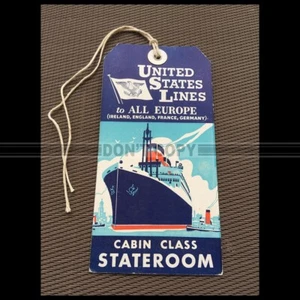 UNITED
STATES
LINES
to ALL EUROPE
(IRELAND, ENGLAND, FRANCE, GERMANY)
DON'T COPY
CABIN CLASS
STATEROOM